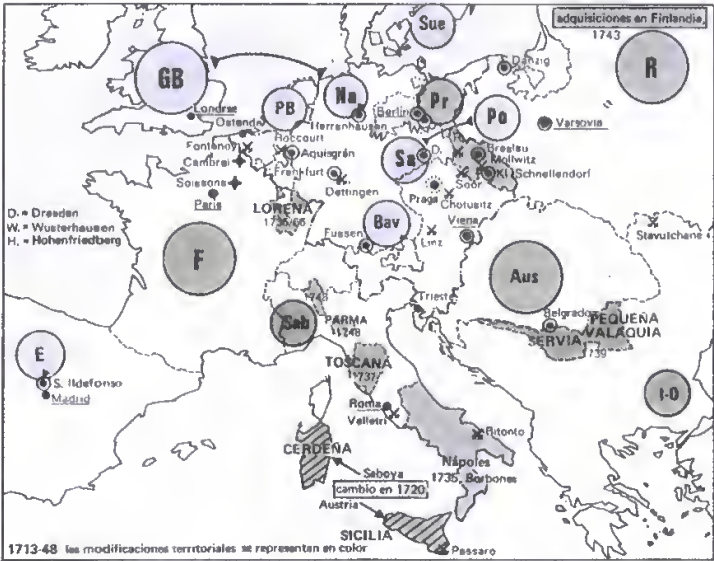 Sue
adquisiciones en Finlandia,
1743
GB
R
Danzig
Ha
Pr
PB
Po
Londres
Berlin
Ostende
Herrenhausen
Varsovia
Fontenoy
Roccourt
Sa
D.
H.
Breslau
Mollwitz
Cambrai
Aquisgrán
Kl. Schnellendorf
Frankfurt
Soor
Soissons
Dettingen
Praga
Chotusitz
Paris
LORENA
1735/66
Bav
Viena
D. = Dresden
W. = Wusterhausen
H. = Hohenfriedberg
Fussen
Linz
Stavutchane
F
Aus
1748
Trieste
PARMA
1748
Belgrado
PEQUEÑA
VALAQUIA
Sab
SERVIA
1739
E
TOSCANA
1737
S. Ildefonso
Madrid
I-O
Roma
Velletri
Bitonto
CERDEÑA
Nápoles
1735, Borbones
Saboya
cambio en 1720
Austria
SICILIA
Passaro
1713-48 las modificaciones territoriales se representan en color